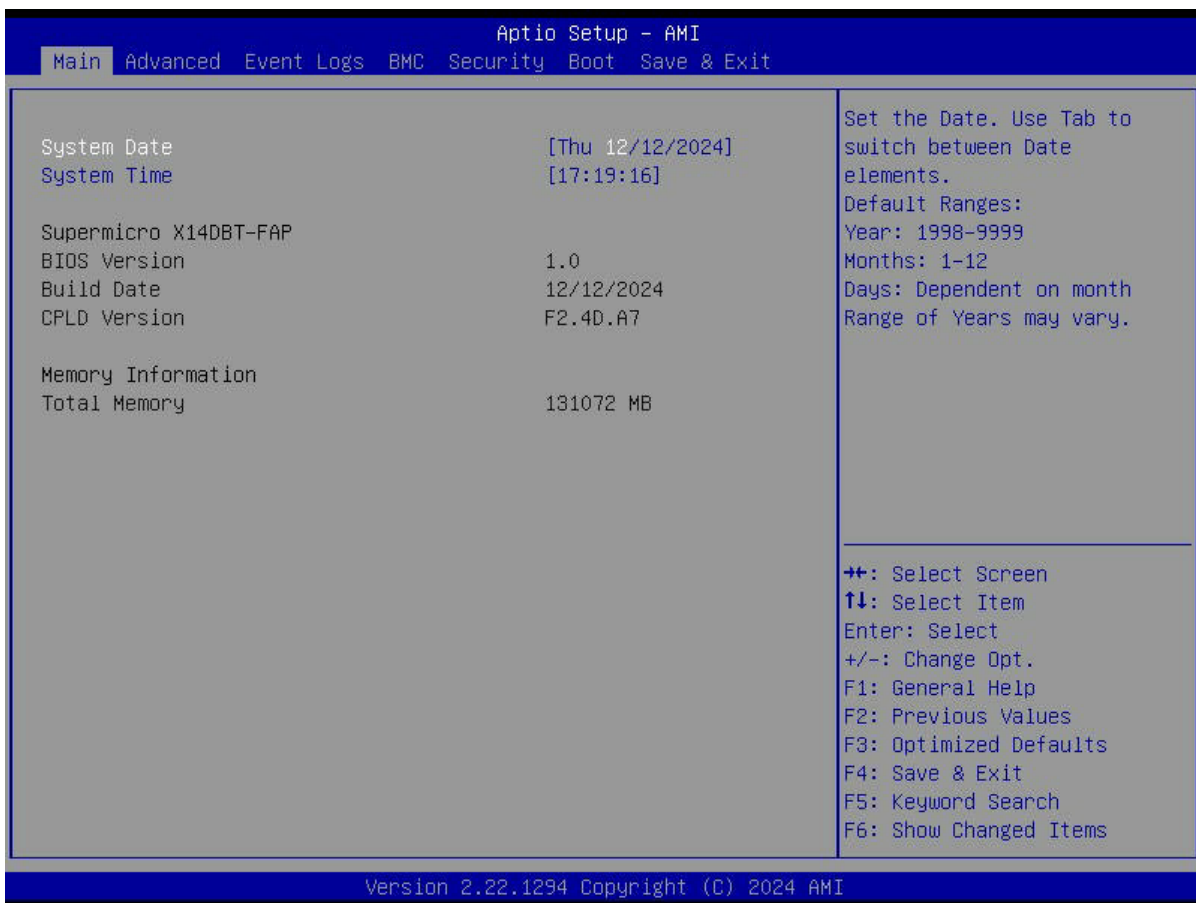 Aptio Setup – AMI
Main Advanced Event Logs BMC Security Boot Save & Exit
System Date [Thu 12/12/2024]
System Time [17:19:16]
Supermicro X14DBT-FAP
BIOS Version 1.0
Build Date 12/12/2024
CPLD Version F2.4D.A7
Memory Information
Total Memory 131072 MB
Set the Date. Use Tab to
switch between Date
elements.
Default Ranges:
Year: 1998-9999
Months: 1-12
Days: Dependent on month
Range of Years may vary.
→←: Select Screen
↑↓: Select Item
Enter: Select
+/-: Change Opt.
F1: General Help
F2: Previous Values
F3: Optimized Defaults
F4: Save & Exit
F5: Keyword Search
F6: Show Changed Items
Version 2.22.1294 Copyright (C) 2024 AMI